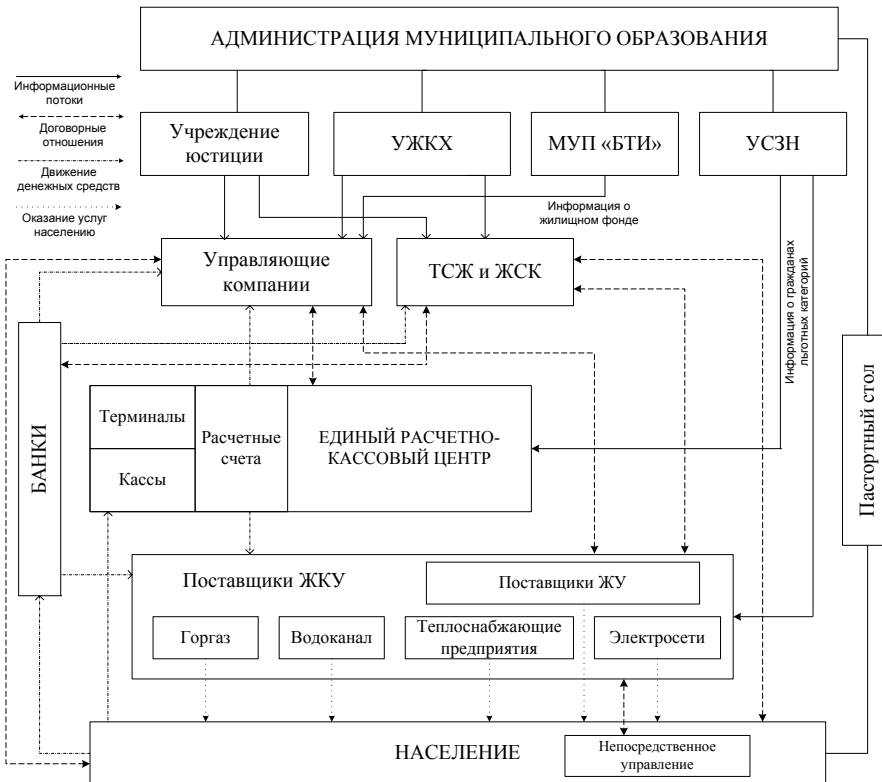 АДМИНИСТРАЦИЯ МУНИЦИПАЛЬНОГО ОБРАЗОВАНИЯ
Информационные
потоки
Договорные
отношения
Движение
денежных средств
Оказание услуг
населению
Учреждение
юстиции
УЖКХ
МУП «БТИ»
УСЗН
Информация о
жилищном фонде
Информация о гражданах
льготных категорий
Управляющие
компании
ТСЖ и ЖСК
БАНКИ
Терминалы
Кассы
Расчетные
счета
ЕДИНЫЙ РАСЧЕТНО-
КАССОВЫЙ ЦЕНТР
Паспортный стол
Поставщики ЖКУ
Поставщики ЖУ
Горгаз
Водоканал
Теплоснабжающие
предприятия
Электросети
НАСЕЛЕНИЕ
Непосредственное
управление